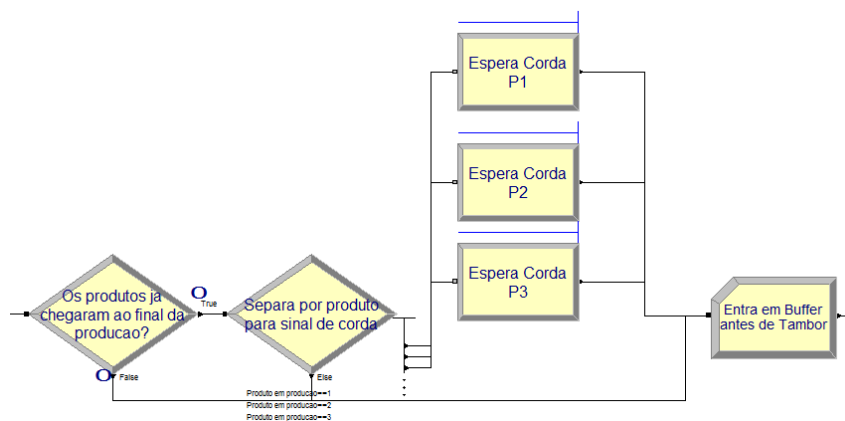 Espera Corda
P1
Espera Corda
P2
Espera Corda
P3
Os produtos ja
chegaram ao final da
producao?
0
True
0
False
Separa por produto
para sinal de corda
Else
Produto em producao==1
Produto em producao==2
Produto em producao==3
Entra em Buffer
antes de Tambor